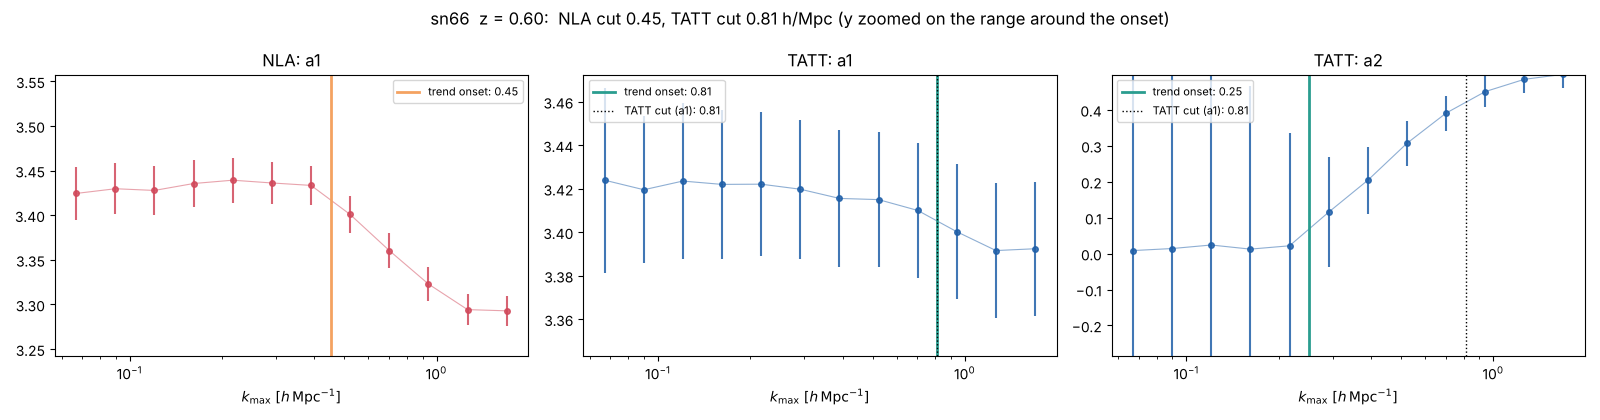 sn66 z = 0.60: NLA cut 0.45, TATT cut 0.81 h/Mpc (y zoomed on the range around the onset)
NLA: a1
3.55
3.50
3.45
3.40
3.35
3.30
3.25
trend onset: 0.45
10⁻¹
10⁰
k_max [h Mpc⁻¹]
TATT: a1
3.46
3.44
3.42
3.40
3.38
3.36
trend onset: 0.81
TATT cut (a1): 0.81
10⁻¹
10⁰
k_max [h Mpc⁻¹]
TATT: a2
0.4
0.3
0.2
0.1
0.0
−0.1
−0.2
trend onset: 0.25
TATT cut (a1): 0.81
10⁻¹
10⁰
k_max [h Mpc⁻¹]